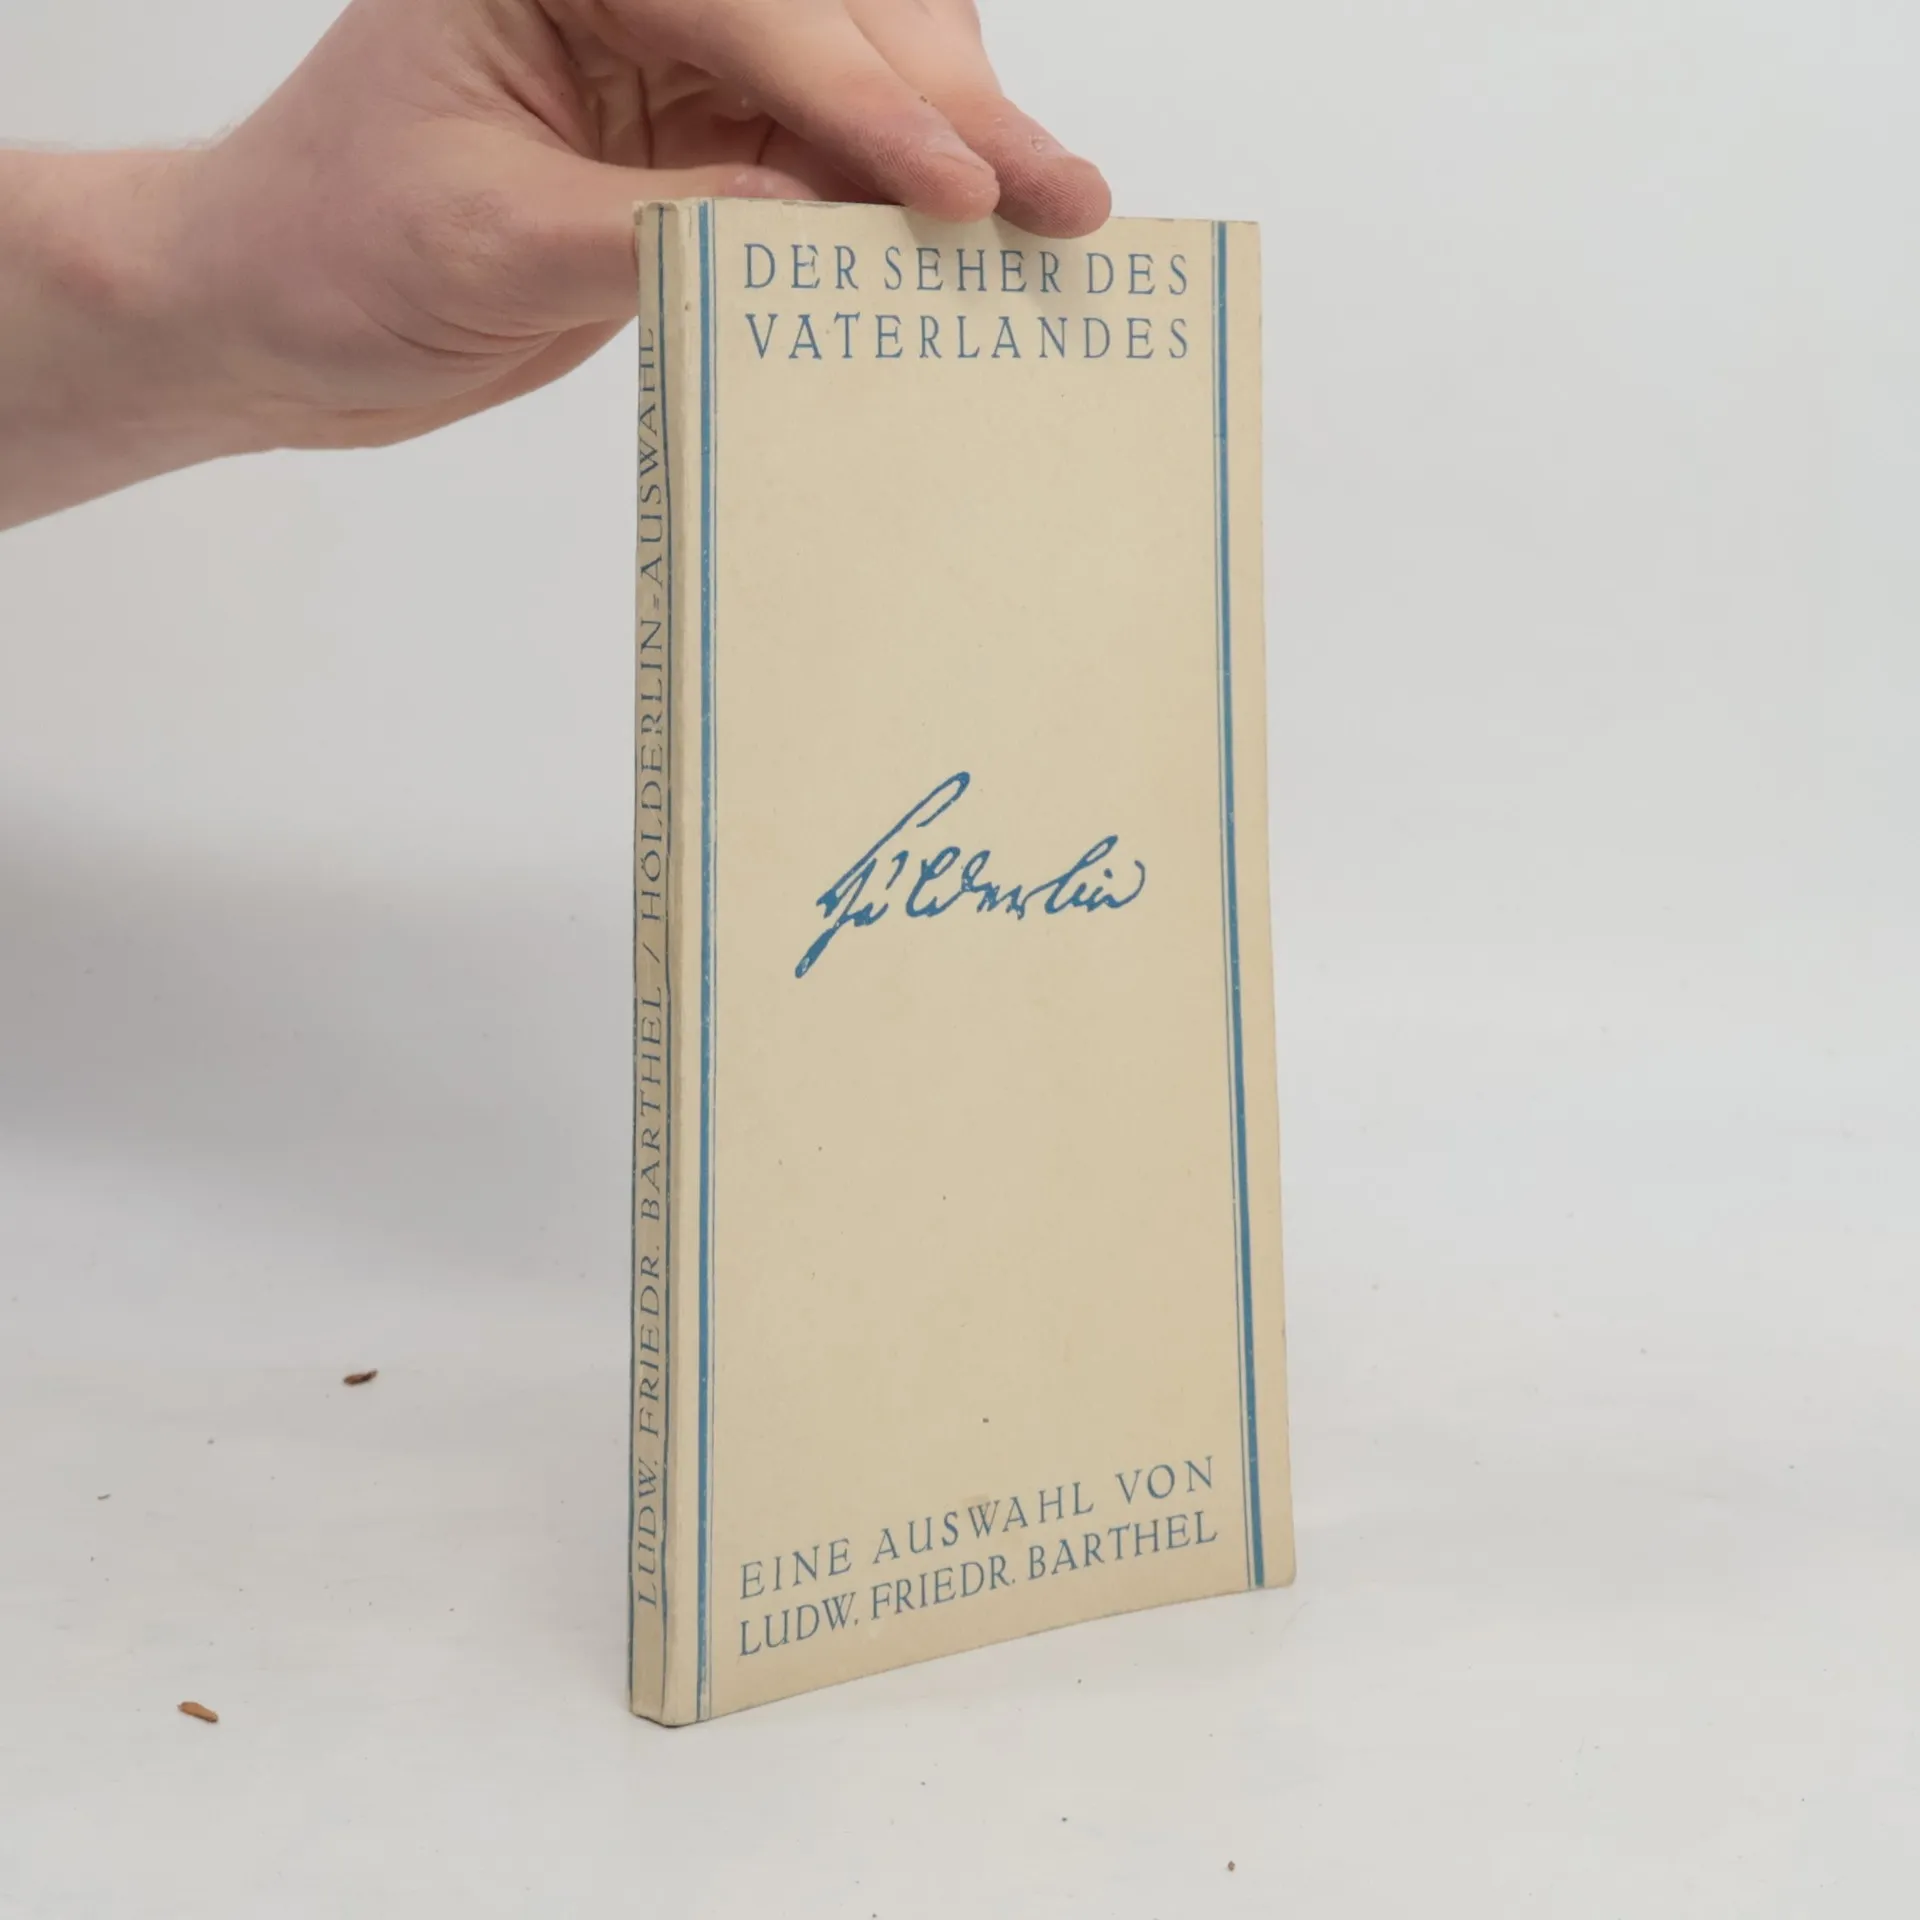 DER SEHER DES
VATERLANDES
Hölderlin
EINE AUSWAHL VON
LUDW. FRIEDR. BARTHEL
LUDW. FRIEDR. BARTHEL / HÖLDERLIN=AUSWAHL